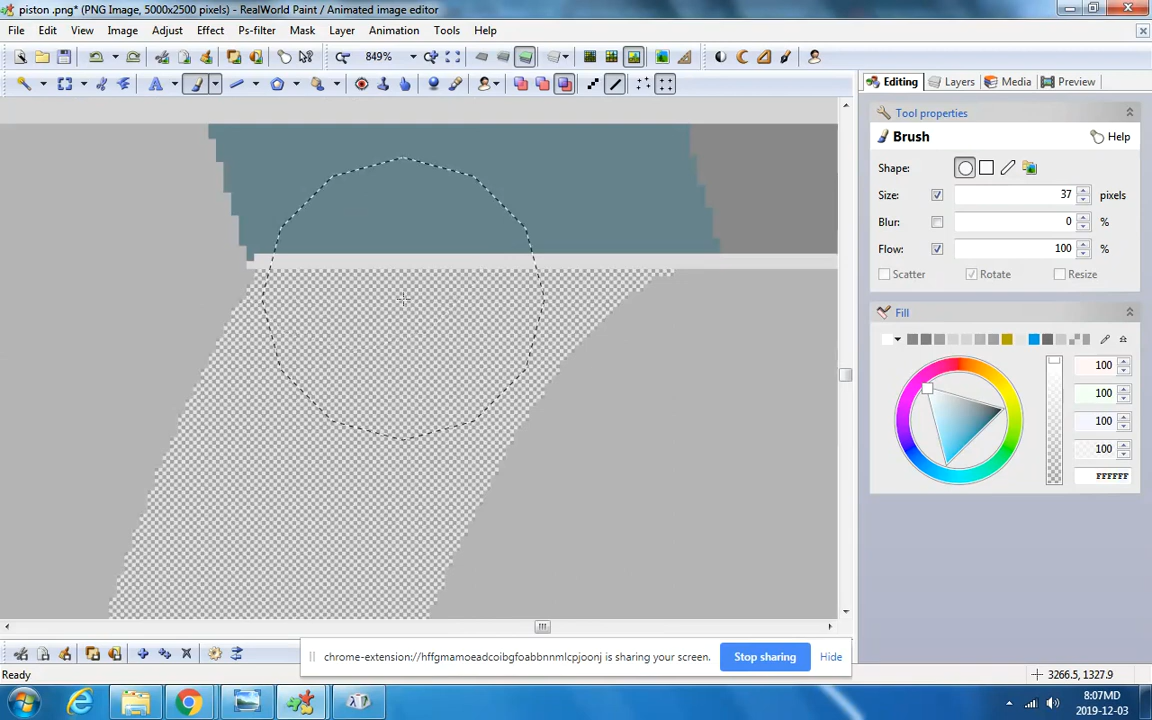 piston .png* (PNG Image, 5000x2500 pixels) - RealWorld Paint / Animated image editor
File Edit View Image Adjust Effect Ps-filter Mask Layer Animation Tools Help
849%
Editing Layers Media Preview
Tool properties
Brush Help
Shape:
Size: 37 pixels
Blur: 0 %
Flow: 100 %
Scatter Rotate Resize
Fill
100
100
100
100
FFFFFF
chrome-extension://hffgmamoeadcoibgfoabbnnmlcpjoonj is sharing your screen. Stop sharing Hide
Ready 3266.5, 1327.9
8:07MD
2019-12-03